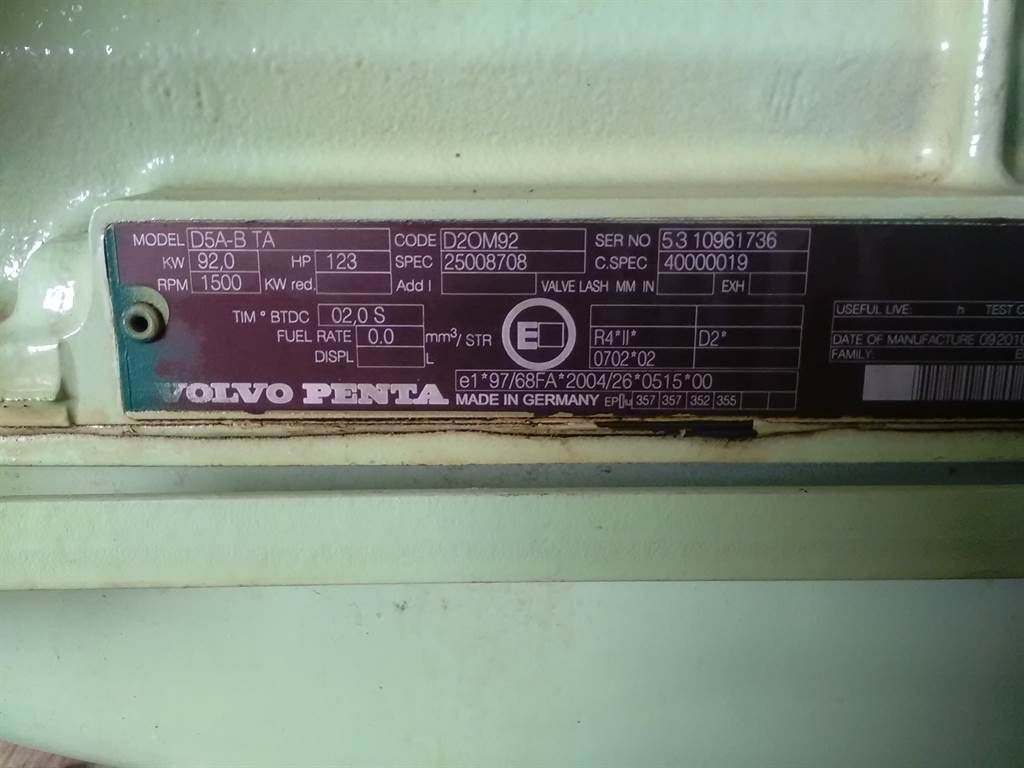 MODEL D5A-B TA CODE D2OM92 SER NO 5310961736
KW 92,0 HP 123 SPEC 25008708 C.SPEC 40000019
RPM 1500 KW red. Add I VALVE LASH MM IN EXH
TIM ° BTDC 02,0 S
FUEL RATE 0.0 mm³/ STR
DISPL L
E
R4*II* D2*
0702*02
e1*97/68FA*2004/26*0515*00
VOLVO PENTA MADE IN GERMANY 357 357 352 355
USEFUL LIVE: h TEST
DATE OF MANUFACTURE 092010
FAMILY: